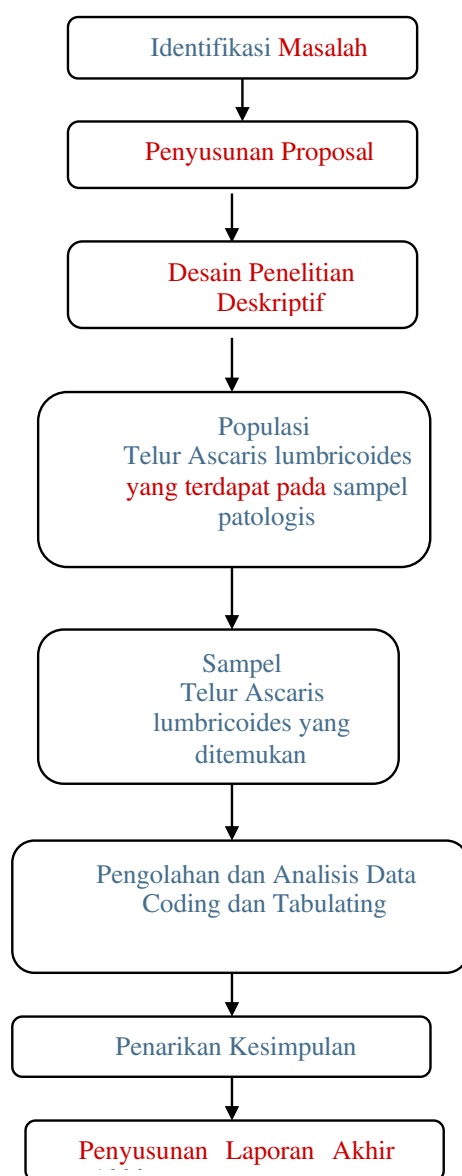 Identifikasi Masalah
Penyusunan Proposal
Desain Penelitian
Deskriptif
Populasi
Telur Ascaris lumbricoides
yang terdapat pada sampel
patologis
Sampel
Telur Ascaris
lumbricoides yang
ditemukan
Pengolahan dan Analisis Data
Coding dan Tabulating
Penarikan Kesimpulan
Penyusunan Laporan Akhir